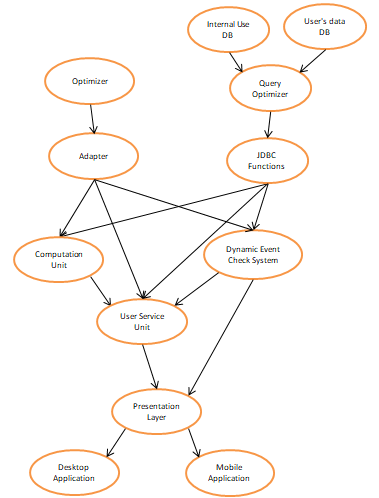 Internal Use
DB
User's data
DB
Optimizer
Query
Optimizer
Adapter
JDBC
Functions
Computation
Unit
Dynamic Event
Check System
User Service
Unit
Presentation
Layer
Desktop
Application
Mobile
Application